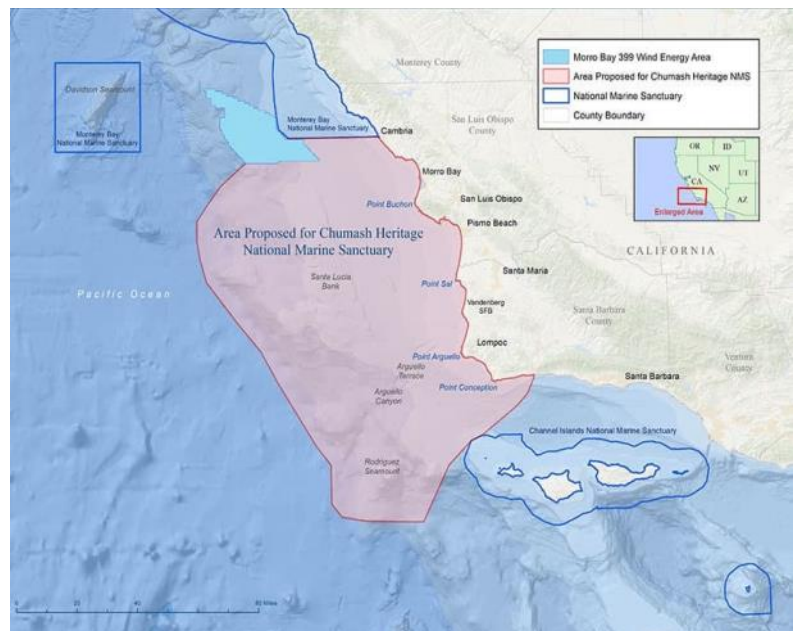 Morro Bay 399 Wind Energy Area
Area Proposed for Chumash Heritage NMS
National Marine Sanctuary
County Boundary
OR
ID
NV
UT
CA
AZ
Enlarged Area
Monterey County
Davidson Seamount
Monterey Bay
National Marine Sanctuary
Monterey Bay
National Marine Sanctuary
Cambria
San Luis Obispo
County
Morro Bay
Point Buchon
San Luis Obispo
Pismo Beach
Area Proposed for Chumash Heritage
National Marine Sanctuary
CALIFORNIA
Santa Lucia
Bank
Point Sal
Santa Maria
Pacific Ocean
Vandenberg
SFB
Santa Barbara
County
Lompoc
Point Arguello
Arguello
Terrace
Ventura
County
Santa Barbara
Point Conception
Arguello
Canyon
Channel Islands National Marine Sanctuary
Rodriguez
Seamount
0
20
40
80 Miles